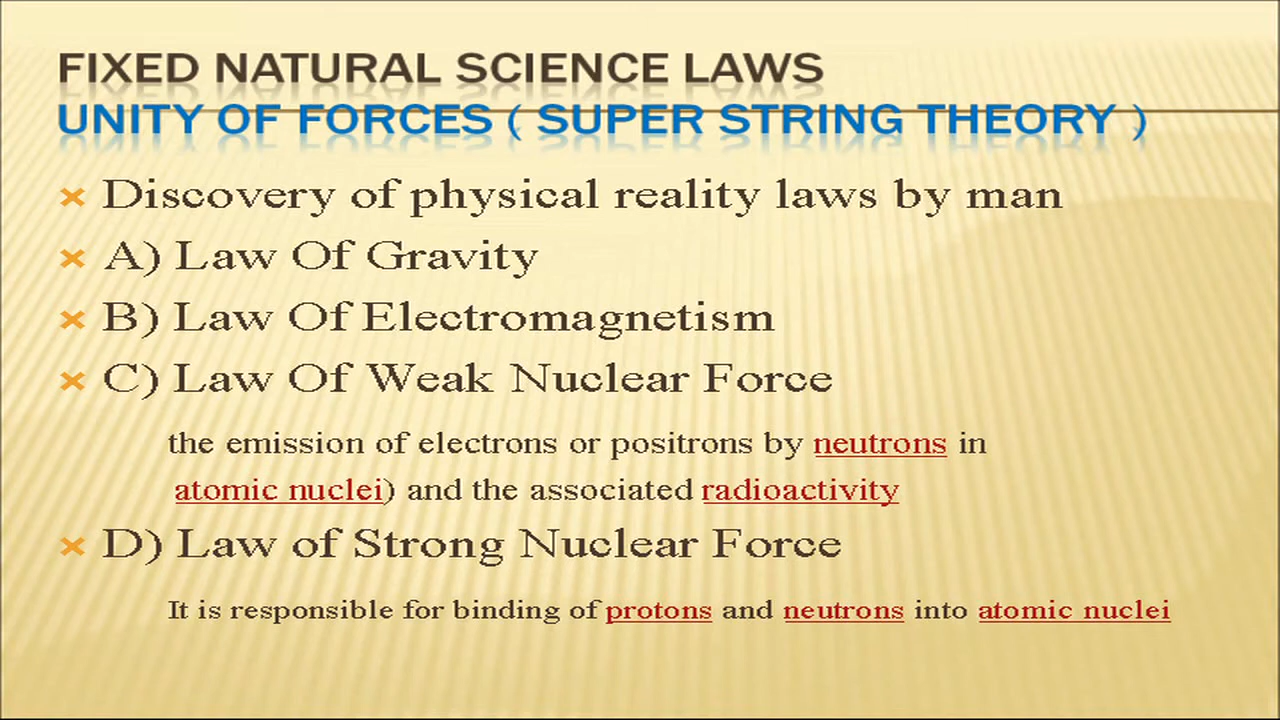 FIXED NATURAL SCIENCE LAWS
UNITY OF FORCES ( SUPER STRING THEORY )
Discovery of physical reality laws by man
A) Law Of Gravity
B) Law Of Electromagnetism
C) Law Of Weak Nuclear Force
the emission of electrons or positrons by neutrons in
atomic nuclei) and the associated radioactivity
D) Law of Strong Nuclear Force
It is responsible for binding of protons and neutrons into atomic nuclei